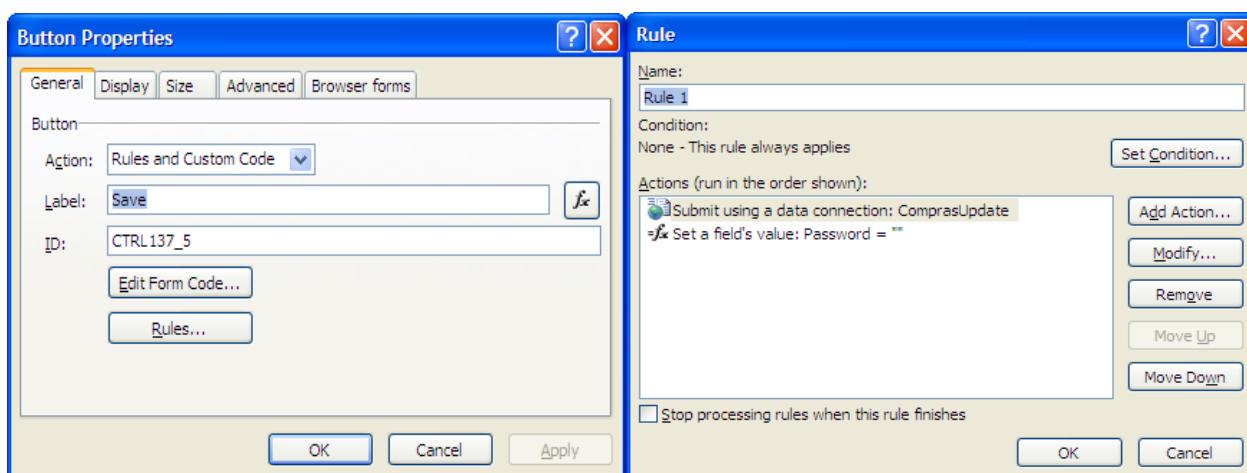 Button Properties
General Display Size Advanced Browser forms
Button
Action: Rules and Custom Code
Label: Save fx
ID: CTRL137_5
Edit Form Code...
Rules...
OK Cancel Apply
Rule
Name:
Rule 1
Condition:
None - This rule always applies
Set Condition...
Actions (run in the order shown):
Submit using a data connection: ComprasUpdate
=fx Set a field's value: Password = ""
Add Action...
Modify...
Remove
Move Up
Move Down
Stop processing rules when this rule finishes
OK Cancel